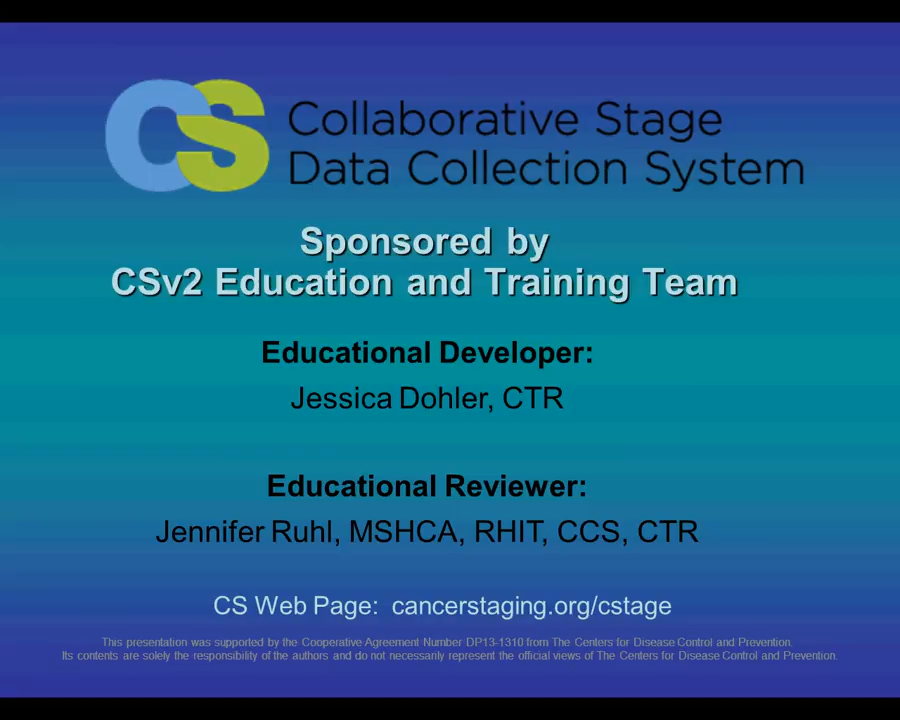 CS Collaborative Stage
Data Collection System
Sponsored by
CSv2 Education and Training Team
Educational Developer:
Jessica Dohler, CTR
Educational Reviewer:
Jennifer Ruhl, MSHCA, RHIT, CCS, CTR
CS Web Page: cancerstaging.org/cstage
This presentation was supported by the Cooperative Agreement Number DP13-1310 from The Centers for Disease Control and Prevention.
Its contents are solely the responsibility of the authors and do not necessarily represent the official views of The Centers for Disease Control and Prevention.